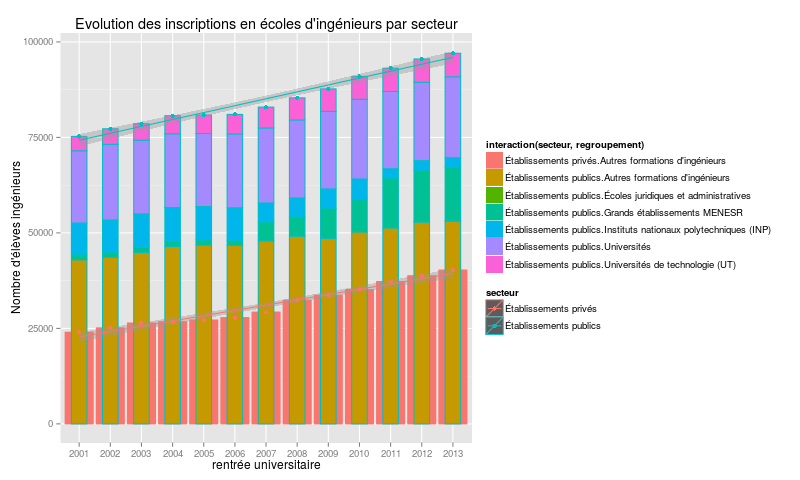 Evolution des inscriptions en écoles d'ingénieurs par secteur
100000
75000
50000
25000
0
Nombre d'élèves ingénieurs
2001 2002 2003 2004 2005 2006 2007 2008 2009 2010 2011 2012 2013
rentrée universitaire
interaction(secteur, regroupement)
Établissements privés.Autres formations d'ingénieurs
Établissements publics.Autres formations d'ingénieurs
Établissements publics.Écoles juridiques et administratives
Établissements publics.Grands établissements MENESR
Établissements publics.Instituts nationaux polytechniques (INP)
Établissements publics.Universités
Établissements publics.Universités de technologie (UT)
secteur
Établissements privés
Établissements publics